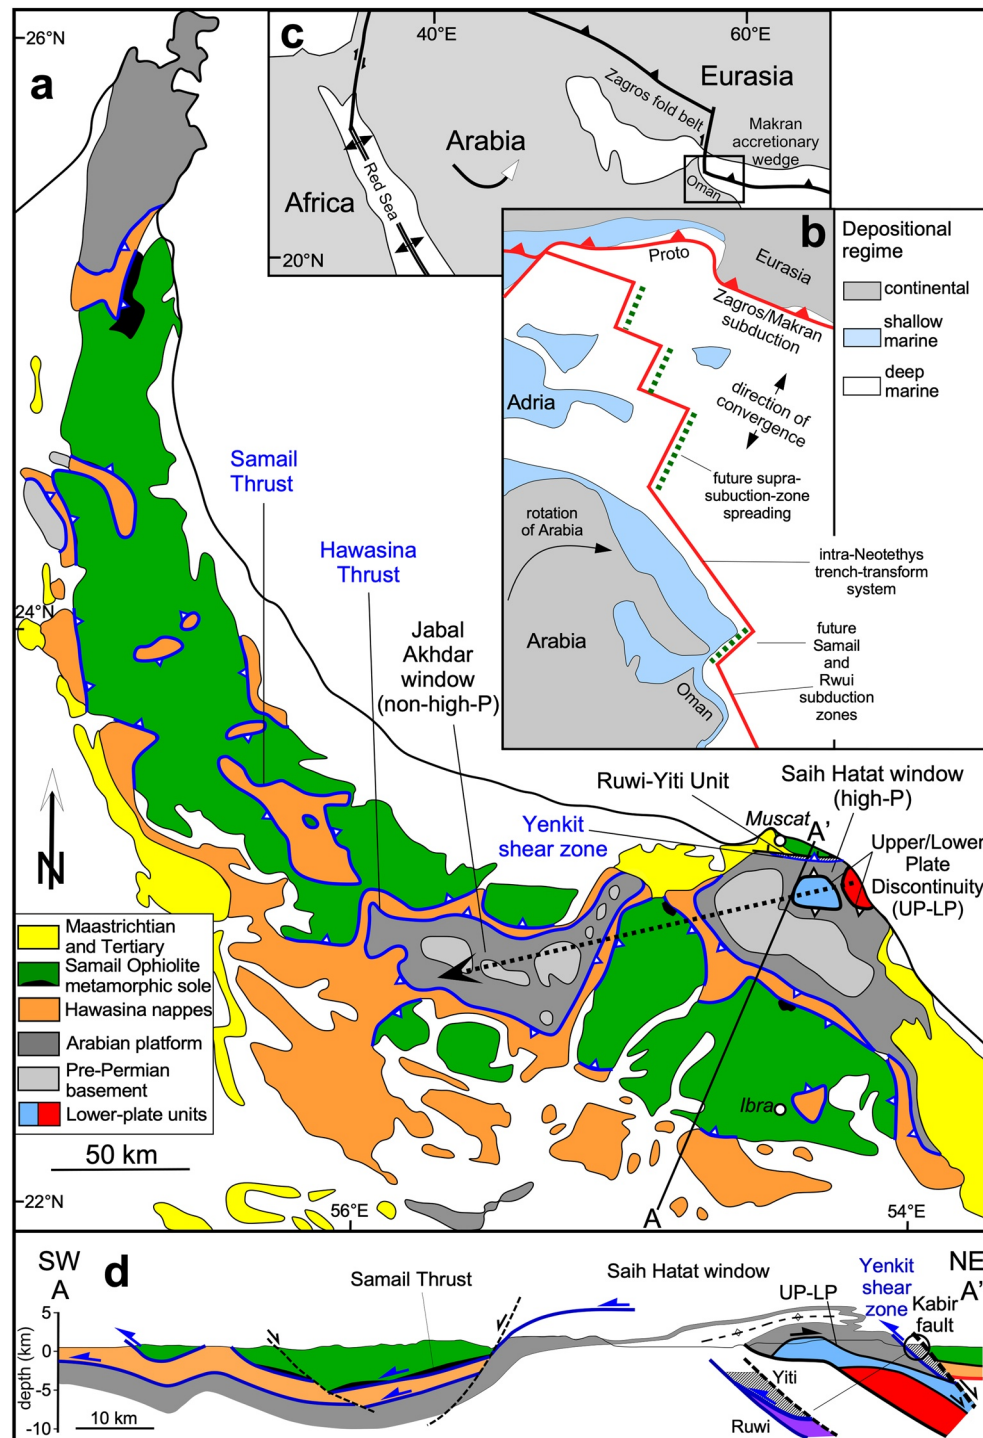 26°N
a
c
40°E
60°E
Eurasia
Zagros fold belt
Makran
accretionary
wedge
Arabia
Red Sea
Africa
Oman
20°N
b
Proto
Eurasia
Zagros/Makran
subduction
Adria
direction of
convergence
future supra-
subuction-zone
spreading
rotation
of Arabia
intra-Neotethys
trench-transform
system
Arabia
Oman
future
Samail
and
Rwui
subduction
zones
Depositional
regime
continental
shallow
marine
deep
marine
Samail
Thrust
Hawasina
Thrust
24°N
Jabal
Akhdar
window
(non-high-P)
Ruwi-Yiti Unit
Saih Hatat window
(high-P)
Muscat
A'
Yenkit
shear zone
Upper/Lower
Plate
Discontinuity
(UP-LP)
N
Maastrichtian
and Tertiary
Samail Ophiolite
metamorphic sole
Hawasina nappes
Arabian platform
Pre-Permian
basement
Lower-plate units
Ibra
50 km
22°N
56°E
A
54°E
SW
A
d
Samail Thrust
Saih Hatat window
UP-LP
Yenkit
shear
zone
NE
A'
Kabir
fault
5
0
-5
-10
depth (km)
10 km
Yiti
Ruwi